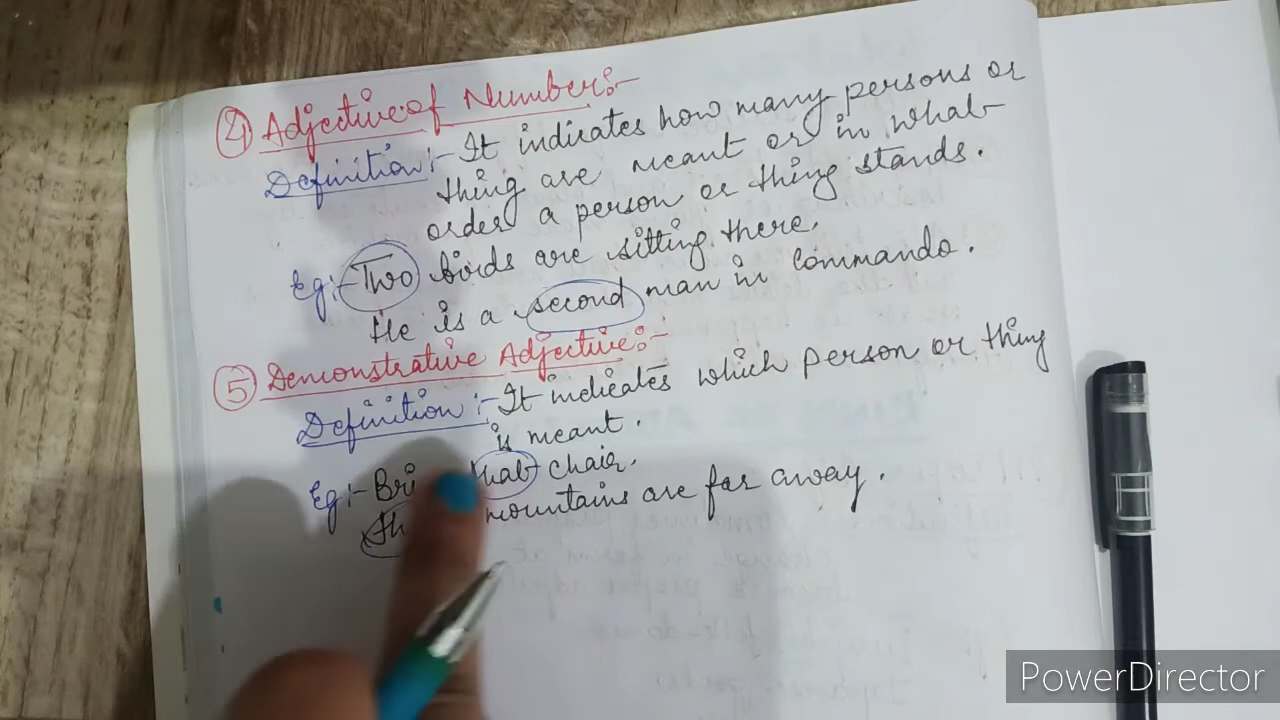 ④ Adjective of Number:-
Definition:- It indicates how many persons or
thing are meant or in what
order a person or thing stands.
Eg:- Two birds are sitting there.
He is a second man in commando.
⑤ Demonstrative Adjective:-
Definition:- It indicates which person or thing
is meant.
Eg:- Bri that chair.
mountains are far away.
PowerDirector